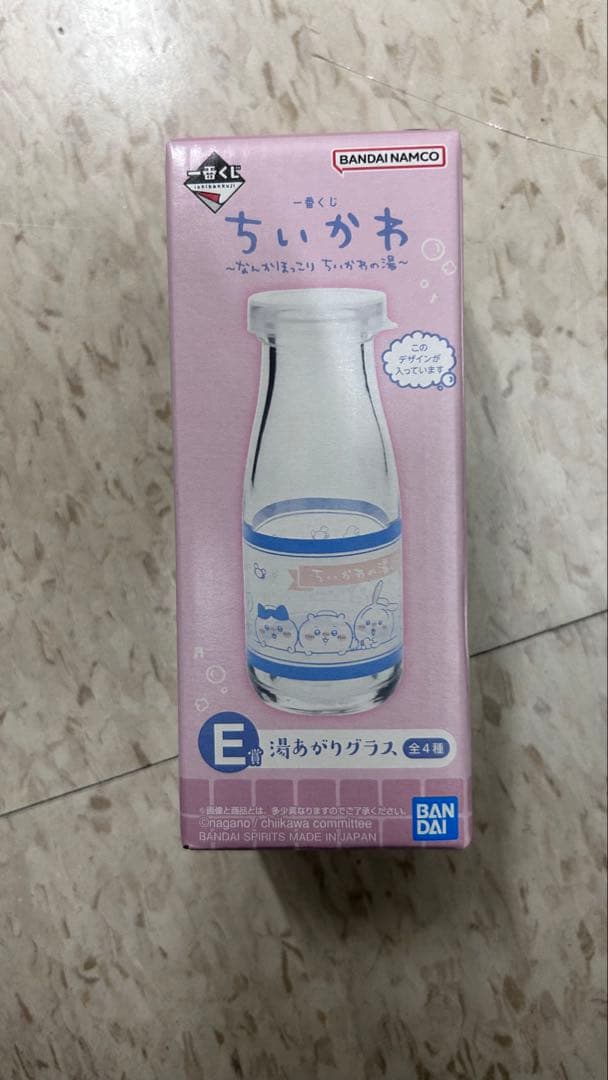 一番くじ
ichibankuji
BANDAI NAMCO
一番くじ
ちいかわ
～なんかほっこり ちいかわの湯～
この
デザインが
入っています
ちいかわの湯
E賞 湯あがりグラス 全4種
※画像と商品とは、多少異なりますのでご了承ください。
©nagano / chiikawa committee
BANDAI SPIRITS MADE IN JAPAN
BAN
DAI